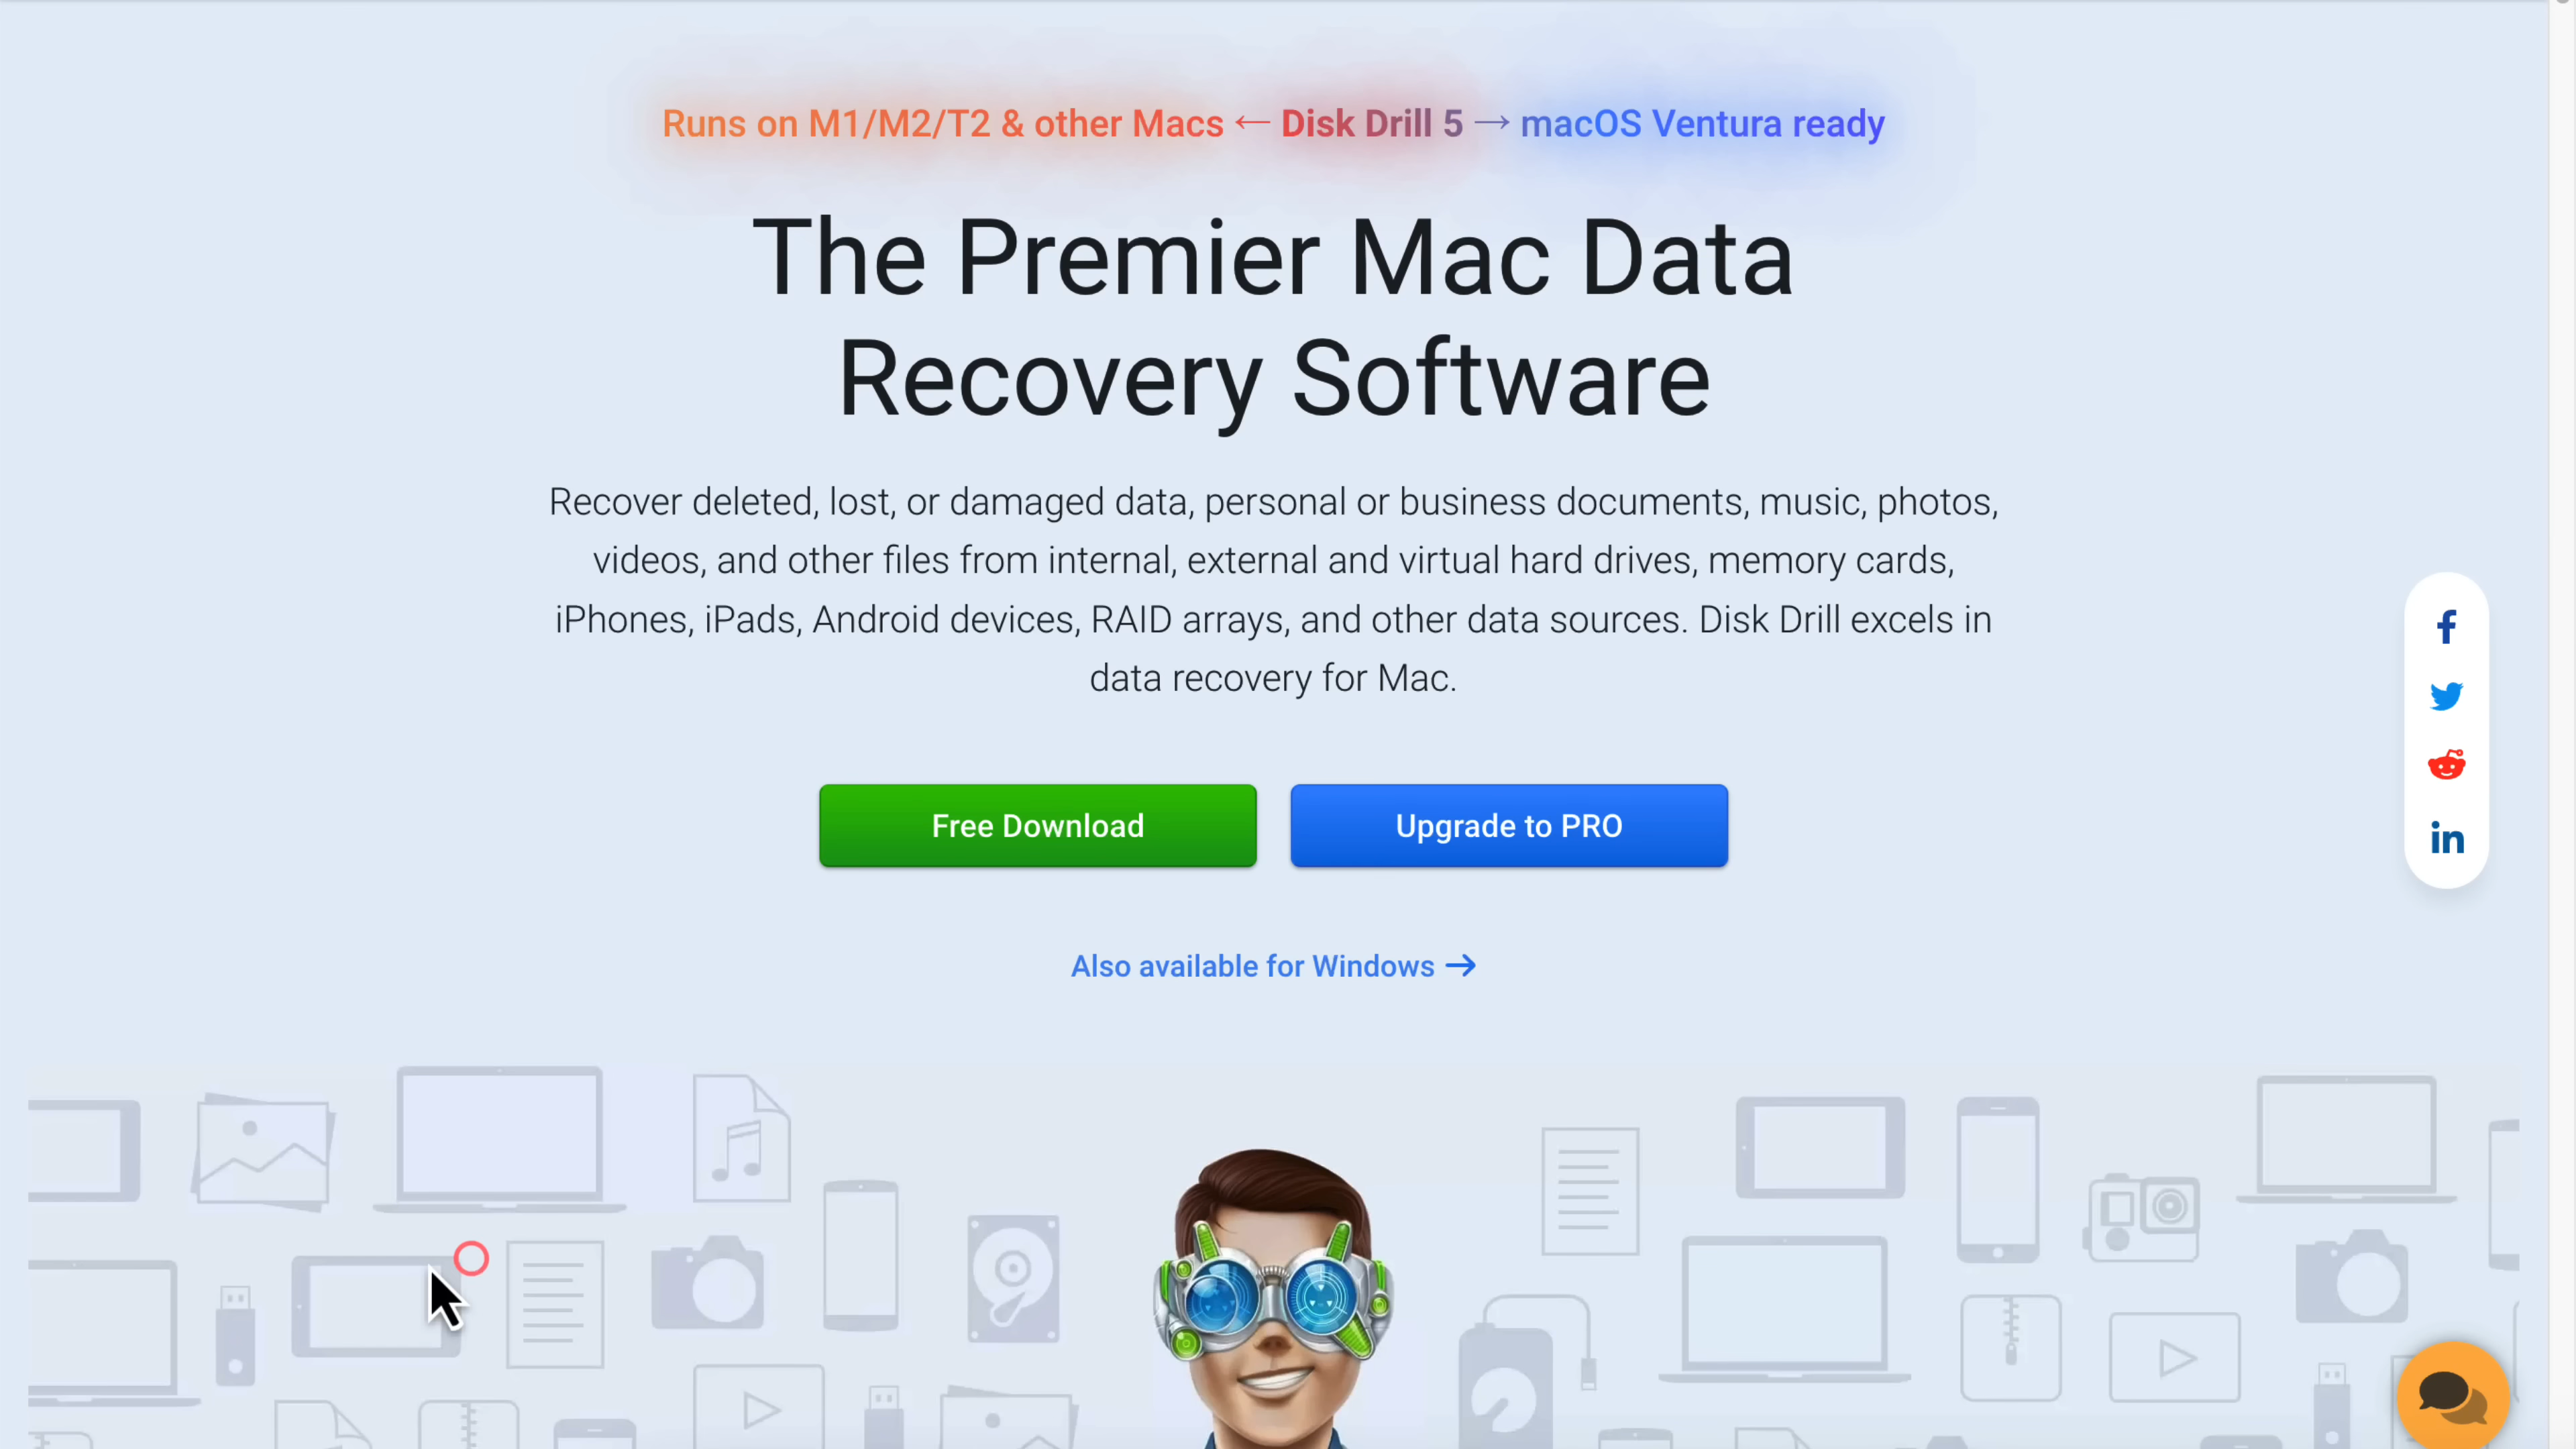 Runs on M1/M2/T2 & other Macs ← Disk Drill 5 → macOS Ventura ready
The Premier Mac Data
Recovery Software
Recover deleted, lost, or damaged data, personal or business documents, music, photos,
videos, and other files from internal, external and virtual hard drives, memory cards,
iPhones, iPads, Android devices, RAID arrays, and other data sources. Disk Drill excels in
data recovery for Mac.
Free Download
Upgrade to PRO
Also available for Windows →